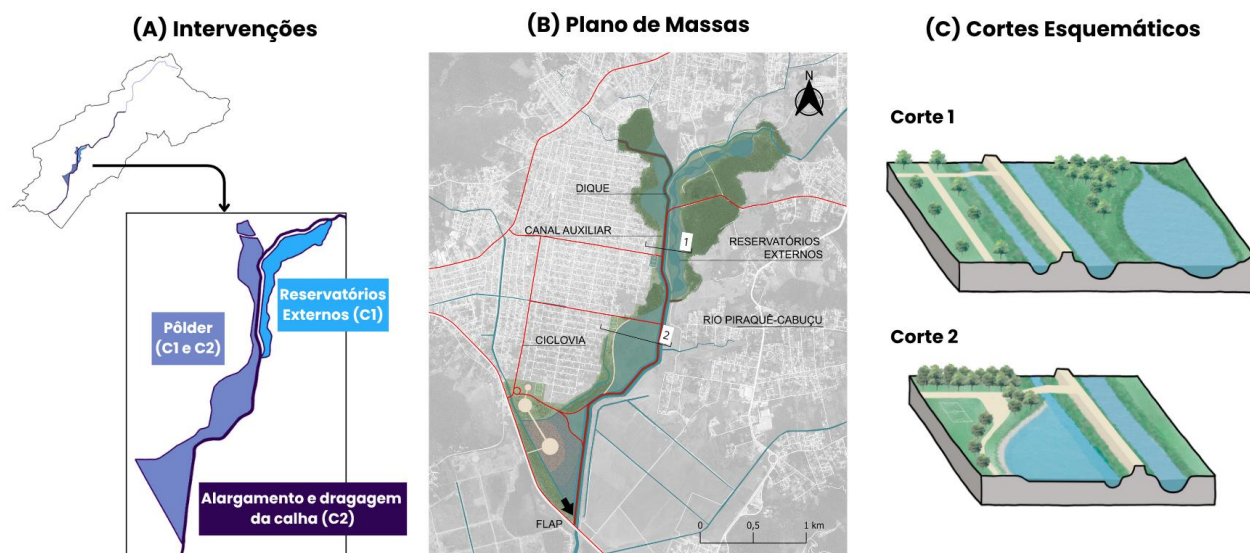 (A) Intervenções
Reservatórios
Externos (C1)
Pôlder
(C1 e C2)
Alargamento e dragagem
da calha (C2)
(B) Plano de Massas
N
DIQUE
CANAL AUXILIAR
1
RESERVATÓRIOS
EXTERNOS
RIO PIRAQUÊ-CABUÇU
2
CICLOVIA
FLAP
0 0,5 1 km
(C) Cortes Esquemáticos
Corte 1
Corte 2